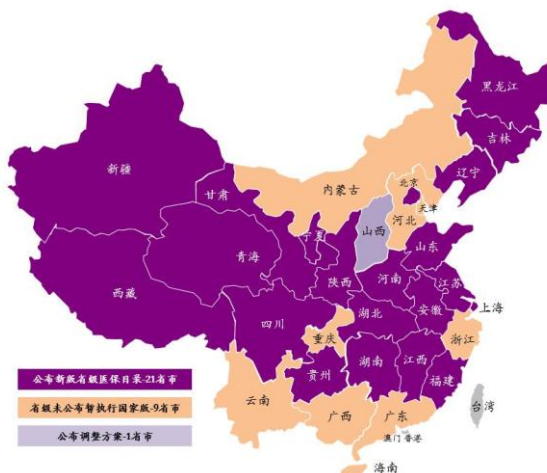 黑龙江
吉林
辽宁
新疆
甘肃
内蒙古
北京
天津
河北
山西
宁夏
青海
山东
陕西
河南
江苏
西藏
安徽
上海
湖北
四川
重庆
浙江
湖南
江西
贵州
福建
云南
广西
广东
台湾
澳门 香港
海南
公布新版省级医保目录-21省市
省级未公布暂执行国家版-9省市
公布调整方案-1省市